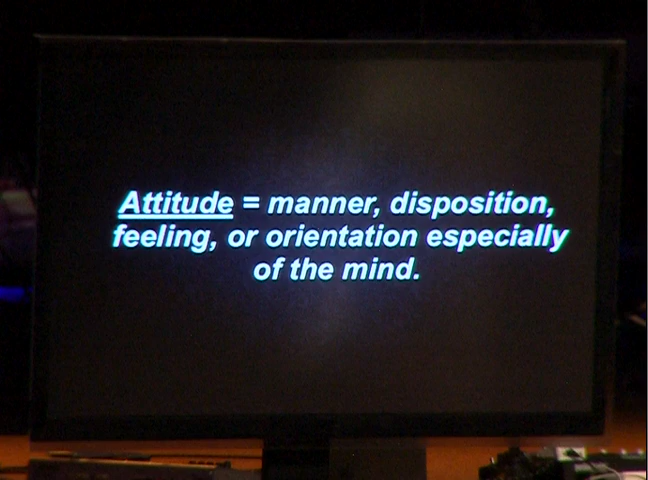 Attitude = manner, disposition,
feeling, or orientation especially
of the mind.